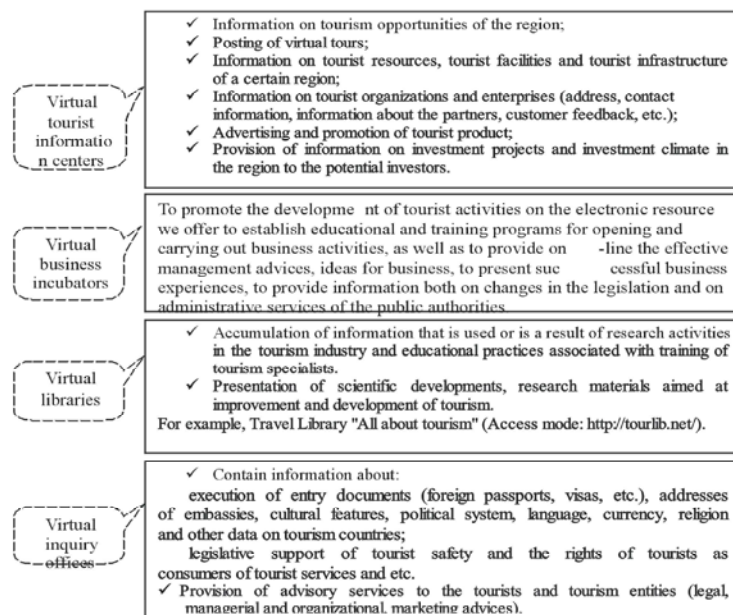 Virtual
tourist
informatio
n centers
✓ Information on tourism opportunities of the region;
✓ Posting of virtual tours;
✓ Information on tourist resources, tourist facilities and tourist infrastructure
of a certain region;
✓ Information on tourist organizations and enterprises (address, contact
information, information about the partners, customer feedback, etc.);
✓ Advertising and promotion of tourist product;
✓ Provision of information on investment projects and investment climate in
the region to the potential investors.
Virtual
business
incubators
To promote the developme nt of tourist activities on the electronic resource
we offer to establish educational and training programs for opening and
carrying out business activities, as well as to provide on -line the effective
management advices, ideas for business, to present suc cessful business
experiences, to provide information both on changes in the legislation and on
administrative services of the public authorities
Virtual
libraries
✓ Accumulation of information that is used or is a result of research activities
in the tourism industry and educational practices associated with training of
tourism specialists.
✓ Presentation of scientific developments, research materials aimed at
improvement and development of tourism.
For example, Travel Library "All about tourism" (Access mode: http://tourlib.net/).
Virtual
inquiry
offices
✓ Contain information about:
execution of entry documents (foreign passports, visas, etc.), addresses
of embassies, cultural features, political system, language, currency, religion
and other data on tourism countries;
legislative support of tourist safety and the rights of tourists as
consumers of tourist services and etc.
✓ Provision of advisory services to the tourists and tourism entities (legal,
managerial and organizational, marketing advices).